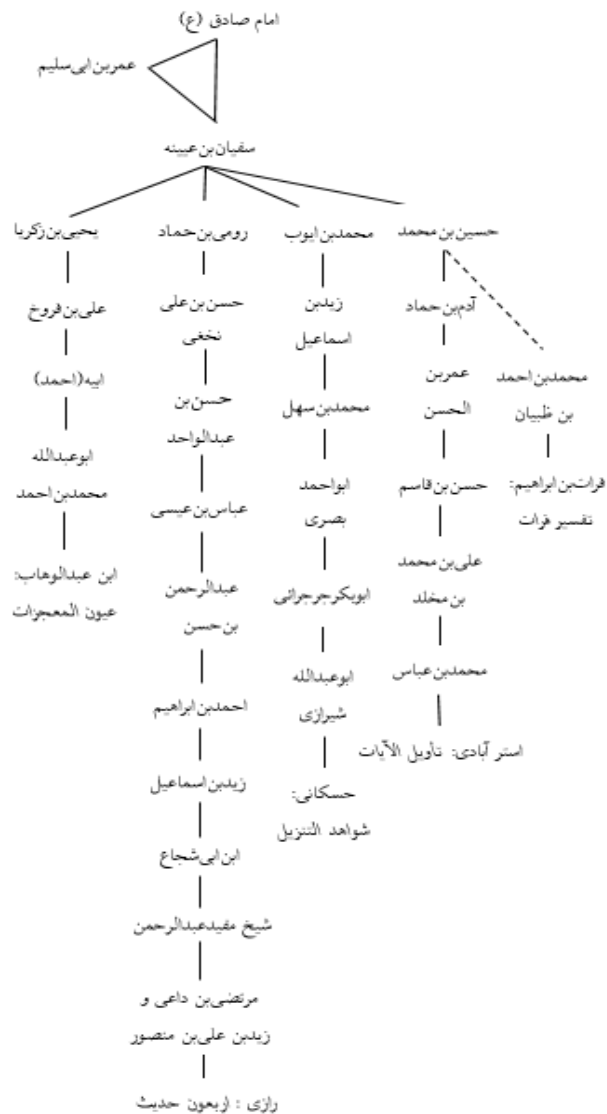 امام صادق (ع)
عمربن ابی‌سلیم
سفیان‌بن‌عیینه
حسین‌بن‌محمد
محمدبن‌ایوب
رومی‌بن‌حماد
یحیی‌بن‌زکریا
آدم‌بن‌حماد
عمربن
الحسن
حسن‌بن‌قاسم
علی‌بن‌محمد
بن‌مخلد
محمدبن‌عباس
استر آبادی: تأویل الآیات
محمدبن‌احمد
بن ظبیان
فرات‌بن‌ابراهیم:
تفسیر فرات
زیدبن
اسماعیل
محمدبن‌سهل
ابواحمد
بصری
ابوبکرجرجرائی
ابوعبدالله
شیرازی
حسکانی:
شواهد التنزیل
حسن‌بن‌علی
نخغی
حسن‌بن
عبدالواحد
عباس‌بن‌عیسی
عبدالرحمن
بن‌حسن
احمدبن‌ابراهیم
زیدبن‌اسماعیل
ابن‌ابی‌شجاع
شیخ مفیدعبدالرحمن
مرتضی‌بن داعی و
زیدبن علی‌بن منصور
رازی : اربعون حدیث
علی‌بن‌فروخ
ابیه(احمد)
ابوعبدالله
محمدبن‌احمد
ابن عبدالوهاب:
عیون المعجزات